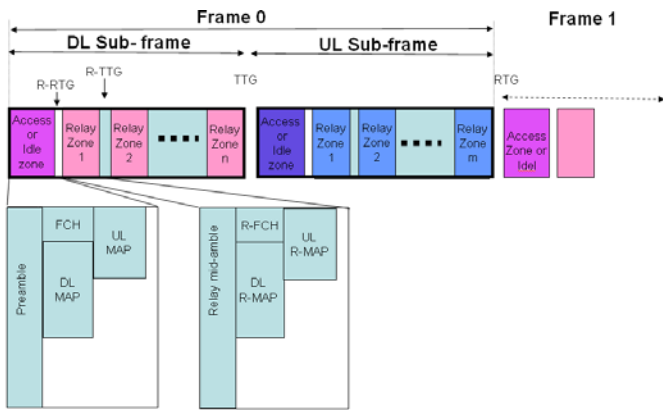 Frame 0
Frame 1
DL Sub- frame
UL Sub-frame
R-RTG
R-TTG
TTG
RTG
Access
or
Idle
zone
Relay
Zone
1
Relay
Zone
2
Relay
Zone
n
Access
or
Idle
zone
Relay
Zone
1
Relay
Zone
2
Relay
Zone
m
Access
Zone or
Idel
Preamble
FCH
DL
MAP
UL
MAP
Relay mid-amble
R-FCH
DL
R-MAP
UL
R-MAP